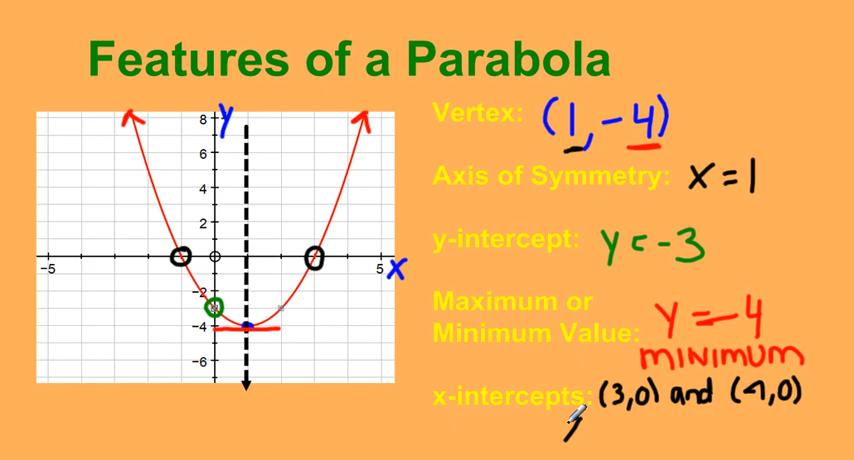 Features of a Parabola
y
8
6
4
2
-5
5
x
-2
-4
-6
Vertex: (1, -4)
Axis of Symmetry: x = 1
y-intercept: y = -3
Maximum or
Minimum Value: y = -4
MINIMUM
x-intercepts: (3,0) and (-1,0)